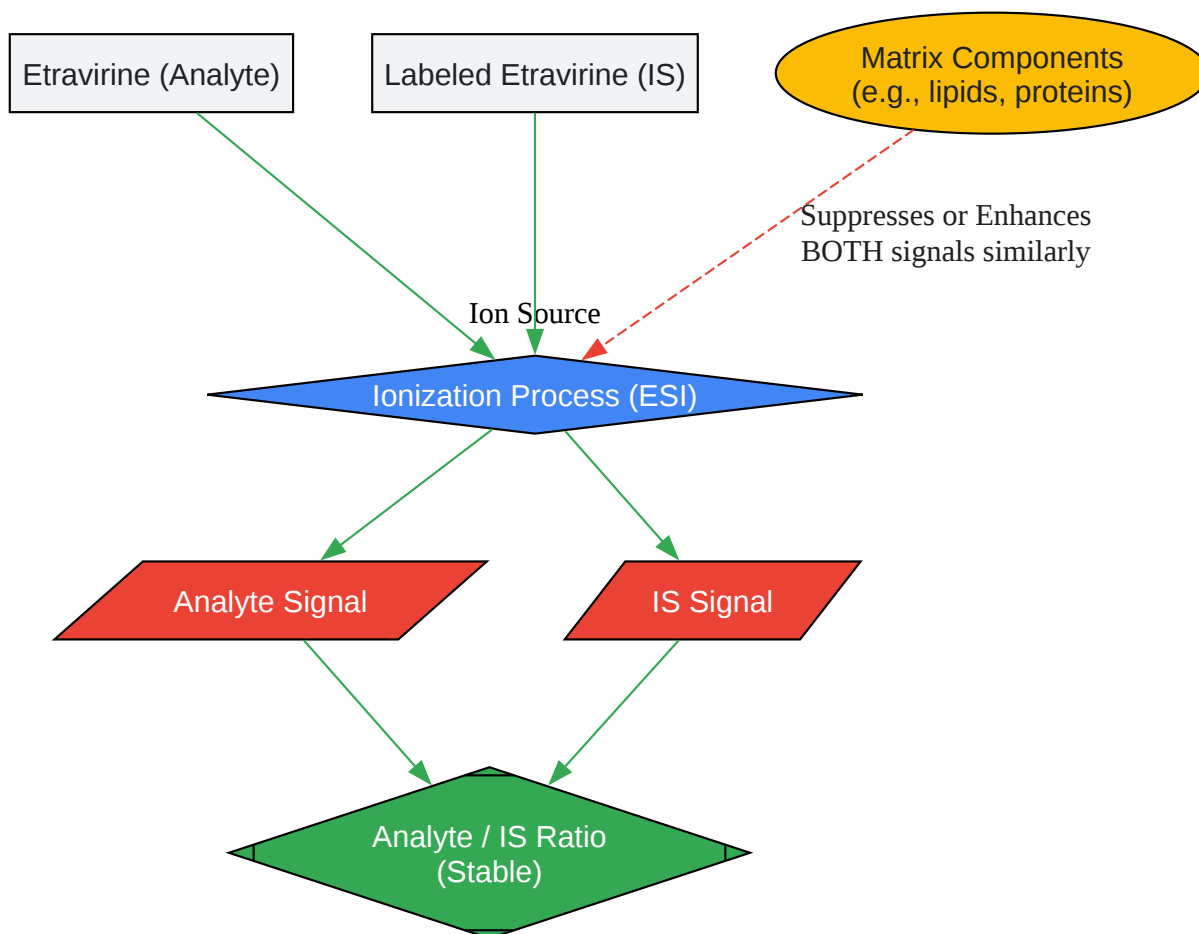 Etravirine (Analyte)
Labeled Etravirine (IS)
Matrix Components
(e.g., lipids, proteins)
Suppresses or Enhances
BOTH signals similarly
Ion Source
Ionization Process (ESI)
Analyte Signal
IS Signal
Analyte / IS Ratio
(Stable)